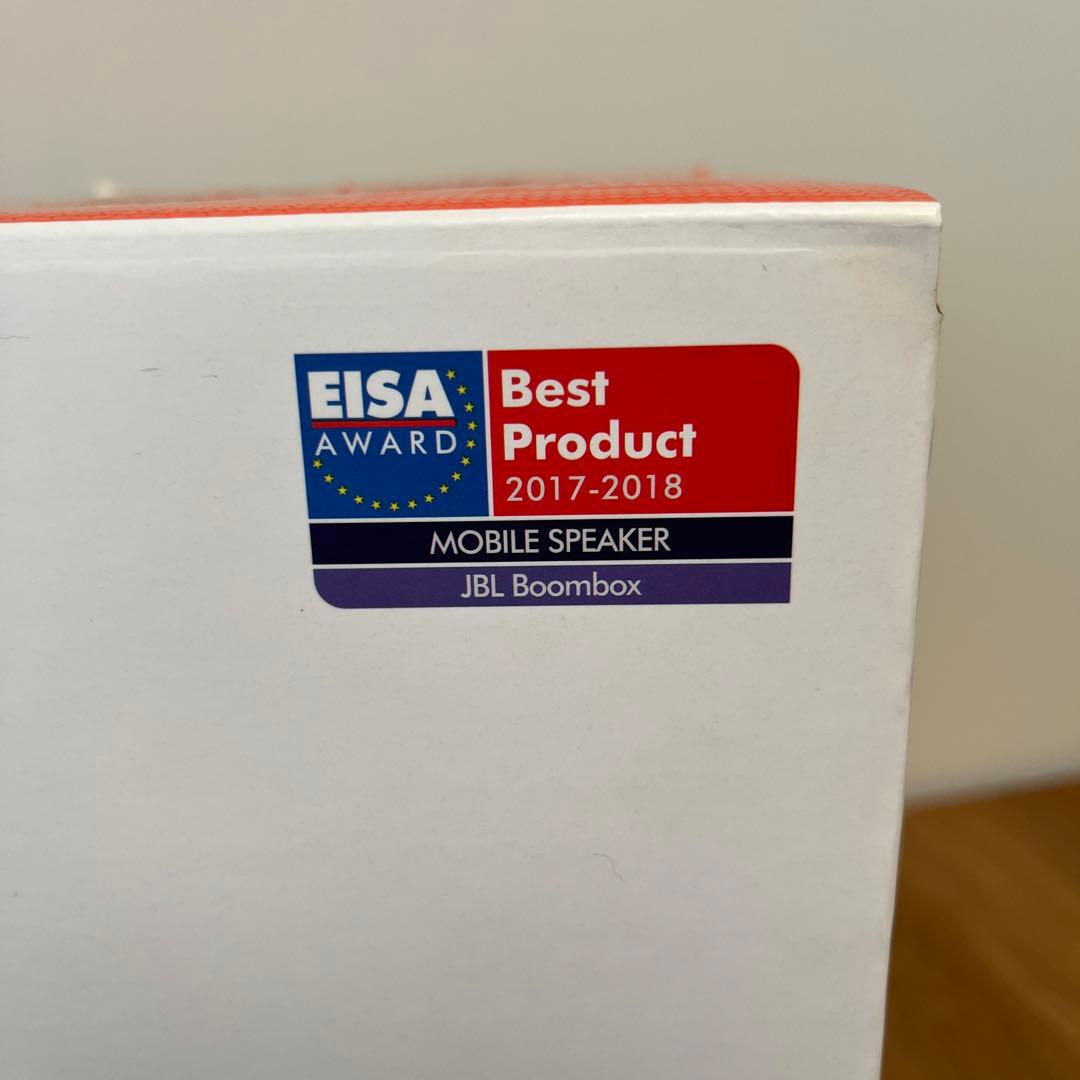 EISA
AWARD
Best
Product
2017-2018
MOBILE SPEAKER
JBL Boombox